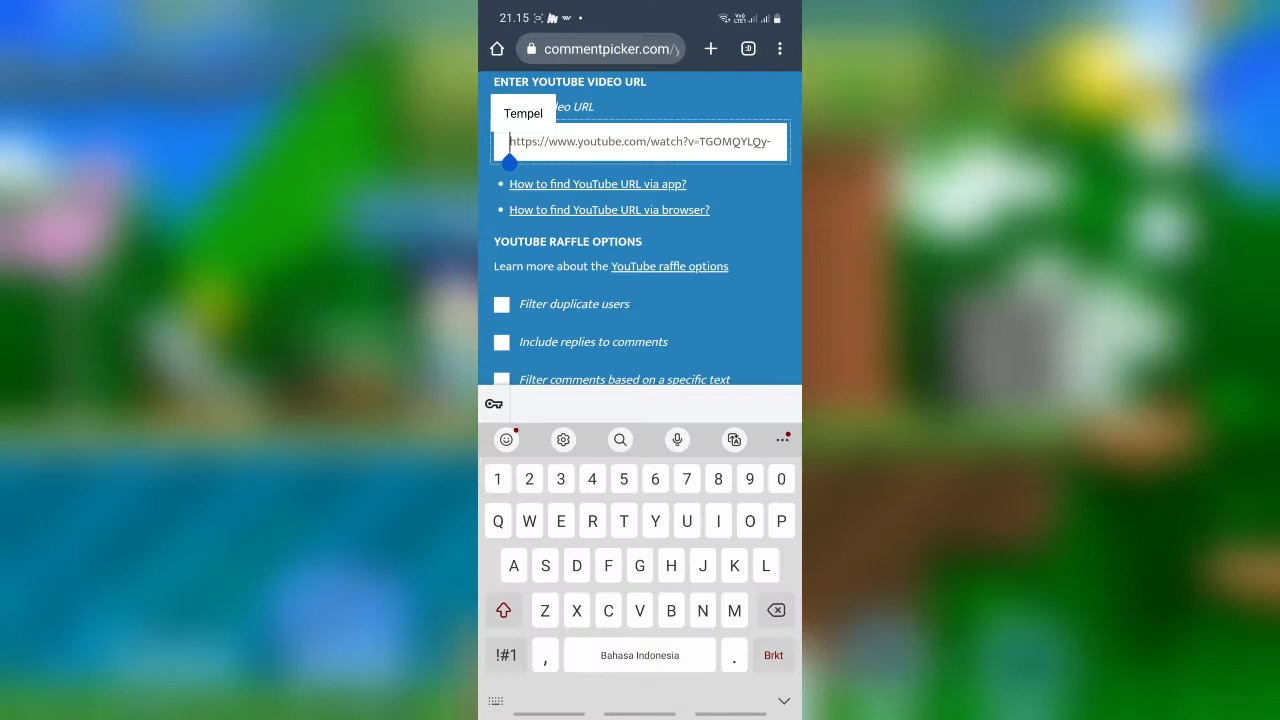 21.15
commentpicker.com/y
ENTER YOUTUBE VIDEO URL
deo URL
Tempel
https://www.youtube.com/watch?v=TGOMQYLQy-
How to find YouTube URL via app?
How to find YouTube URL via browser?
YOUTUBE RAFFLE OPTIONS
Learn more about the YouTube raffle options
Filter duplicate users
Include replies to comments
Filter comments based on a specific text
1 2 3 4 5 6 7 8 9 0
Q W E R T Y U I O P
A S D F G H J K L
Z X C V B N M
!#1 , Bahasa Indonesia . Brkt